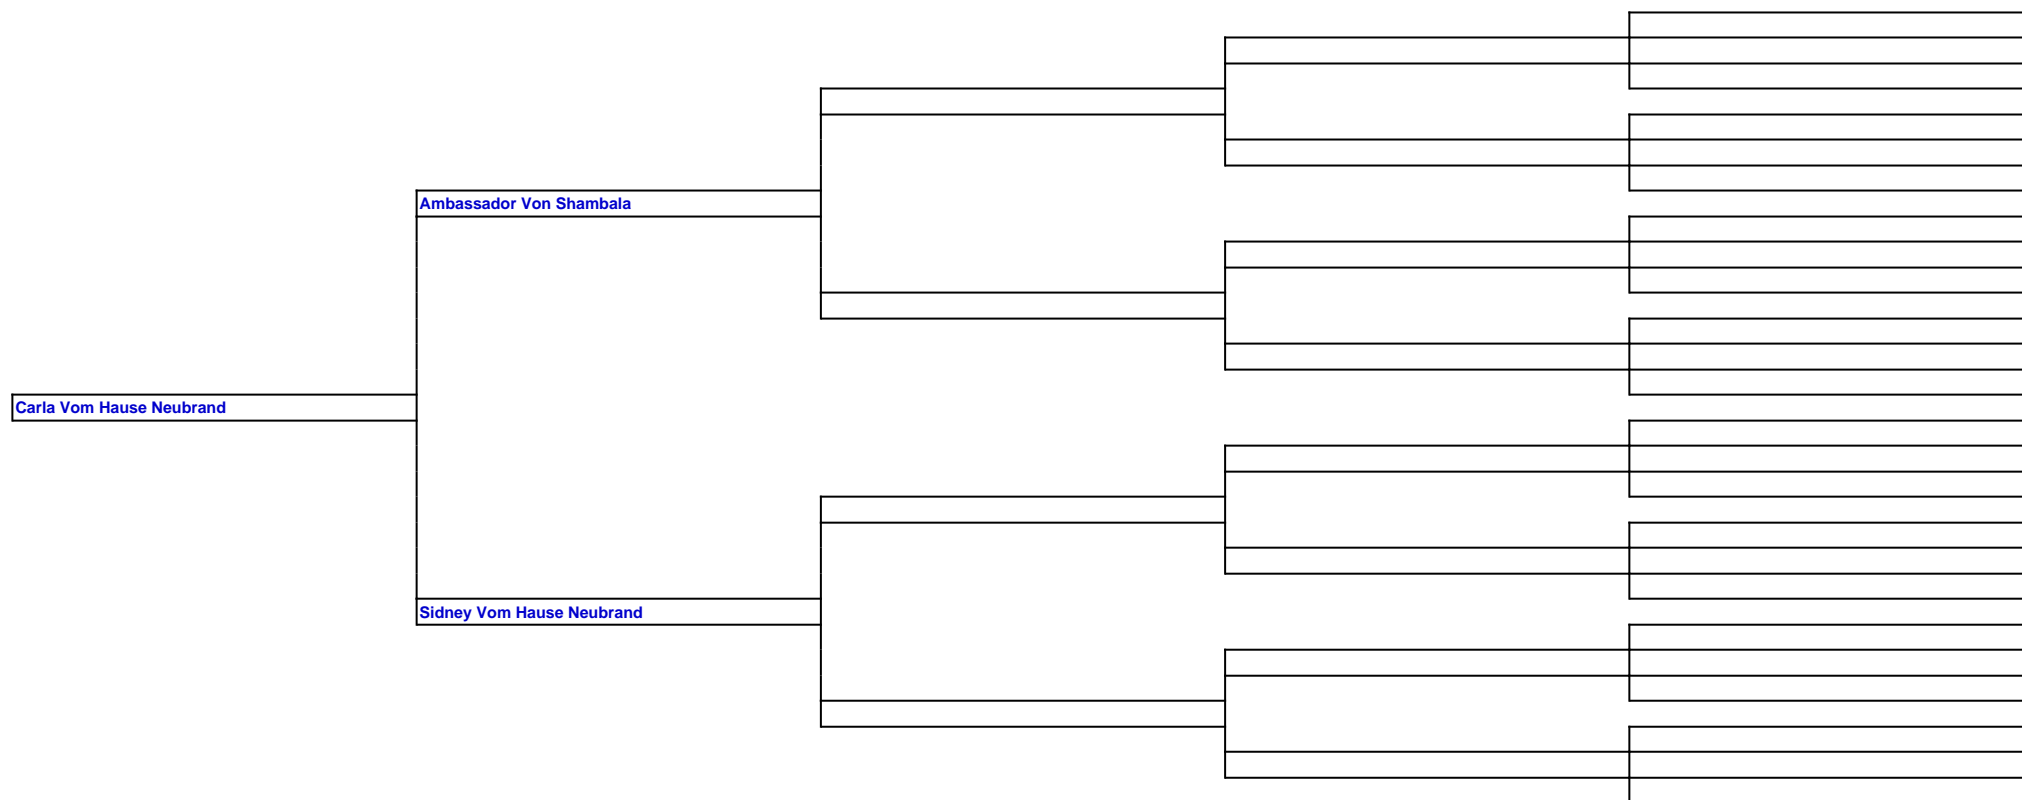 Ambassador Von Shambala
Carla Vom Hause Neubrand
Sidney Vom Hause Neubrand